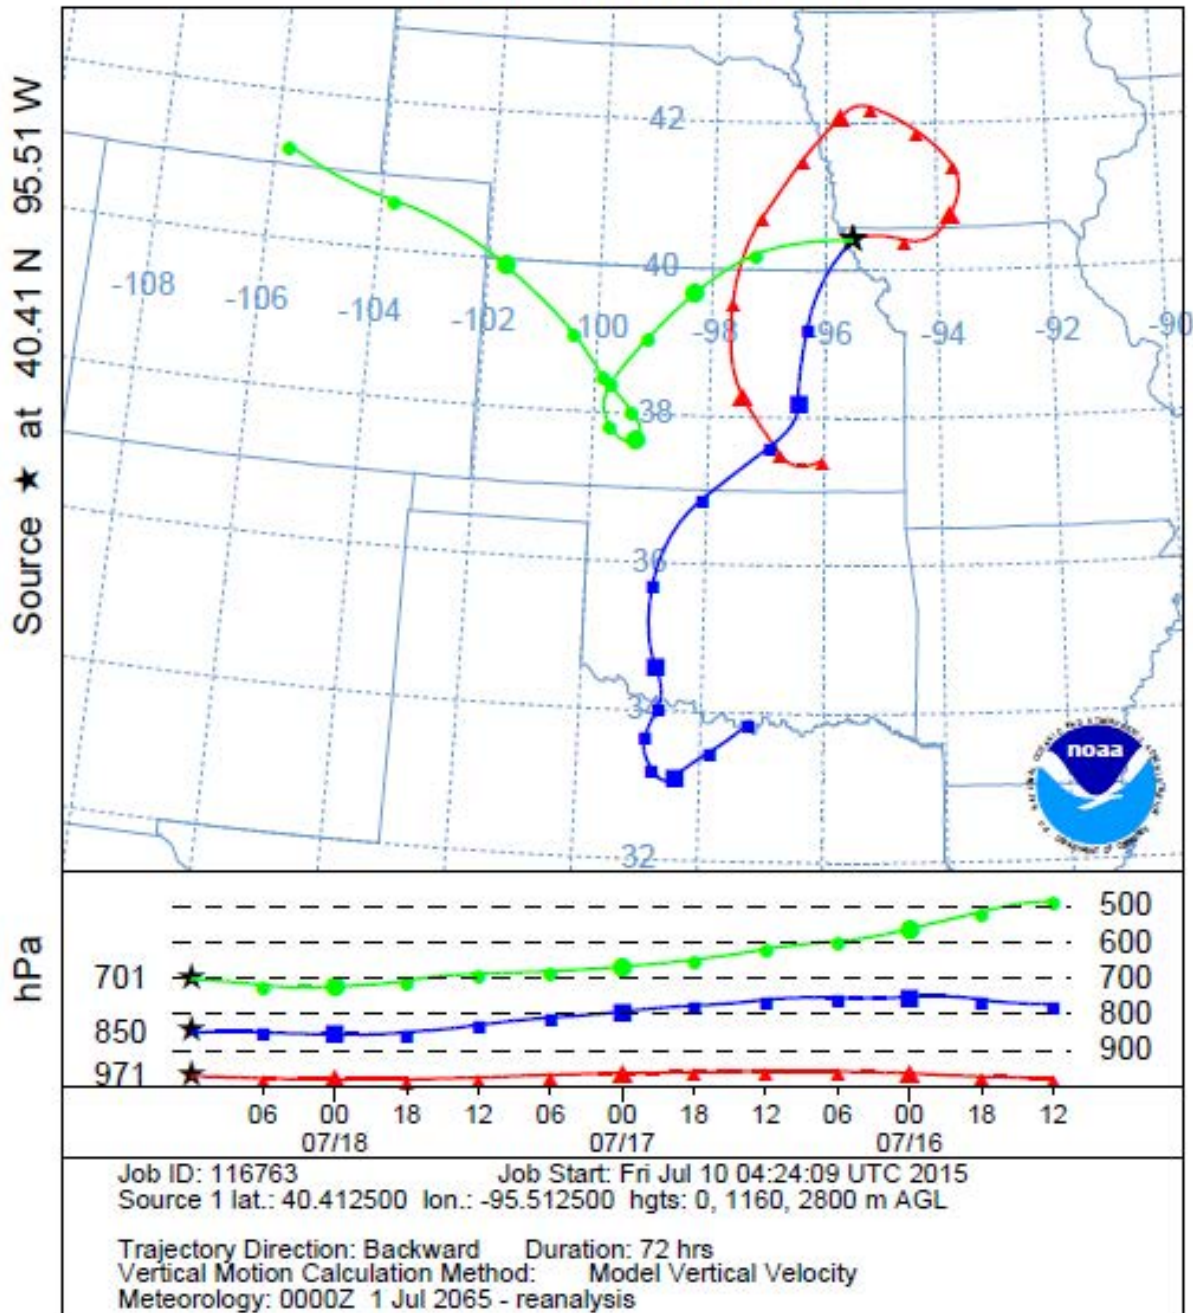 Source ★ at 40.41 N 95.51 W
42
40
-108
-106
-104
-102
-100
-98
-96
-94
-92
-90
38
36
34
32
noaa
hPa
500
600
701
700
850
800
900
971
06 00 18 12 06 00 18 12 06 00 18 12
07/18 07/17 07/16
Job ID: 116763 Job Start: Fri Jul 10 04:24:09 UTC 2015
Source 1 lat.: 40.412500 lon.: -95.512500 hgts: 0, 1160, 2800 m AGL
Trajectory Direction: Backward Duration: 72 hrs
Vertical Motion Calculation Method: Model Vertical Velocity
Meteorology: 0000Z 1 Jul 2065 - reanalysis